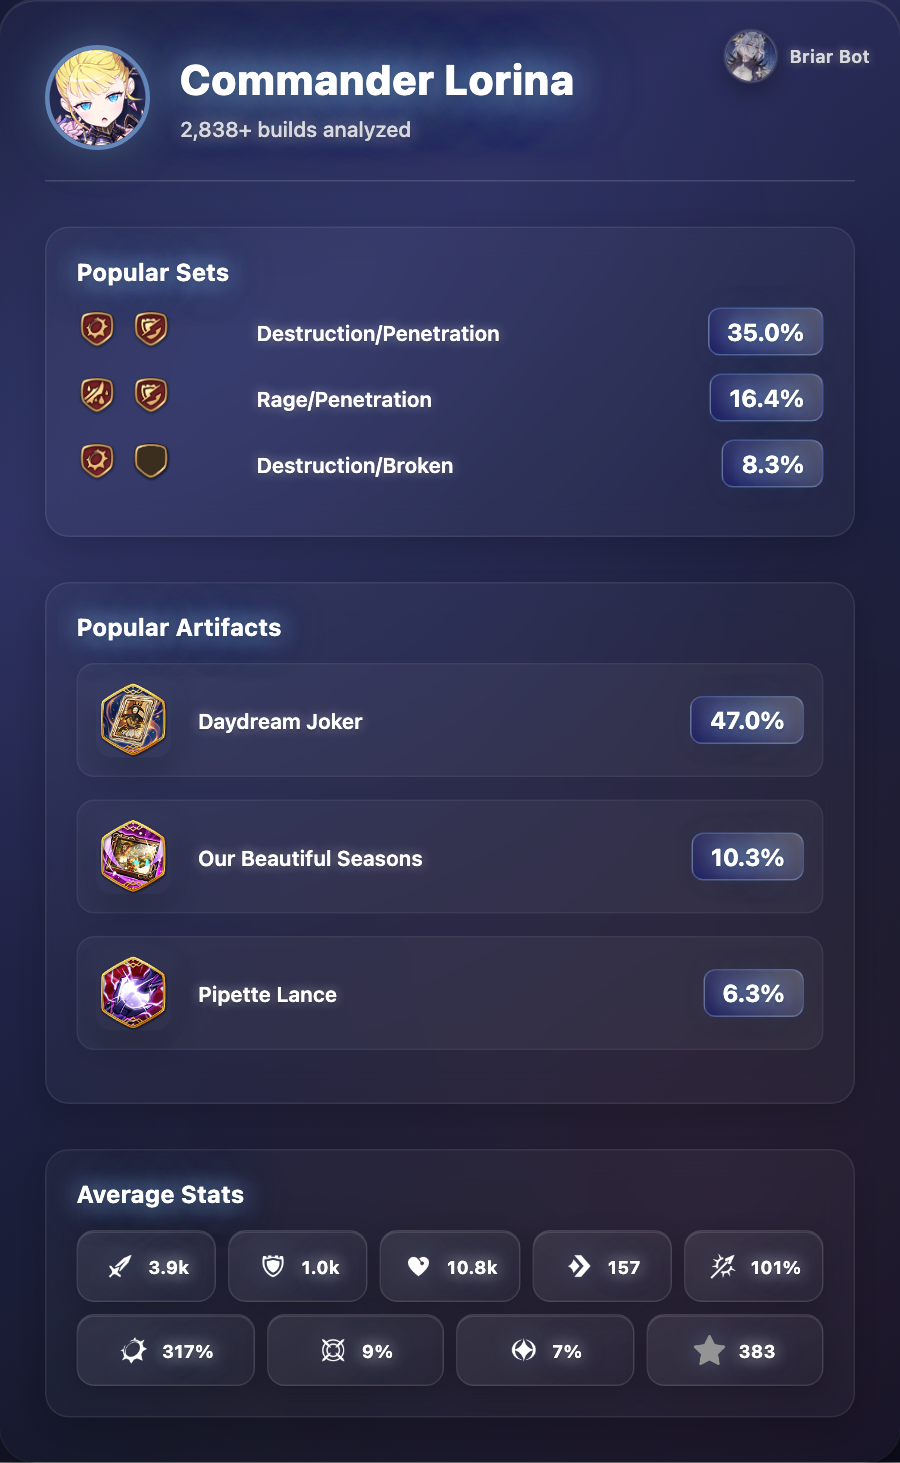 Commander Lorina
2,838+ builds analyzed
Briar Bot
Popular Sets
Destruction/Penetration 35.0%
Rage/Penetration 16.4%
Destruction/Broken 8.3%
Popular Artifacts
Daydream Joker 47.0%
Our Beautiful Seasons 10.3%
Pipette Lance 6.3%
Average Stats
3.9k 1.0k 10.8k 157 101%
317% 9% 7% 383